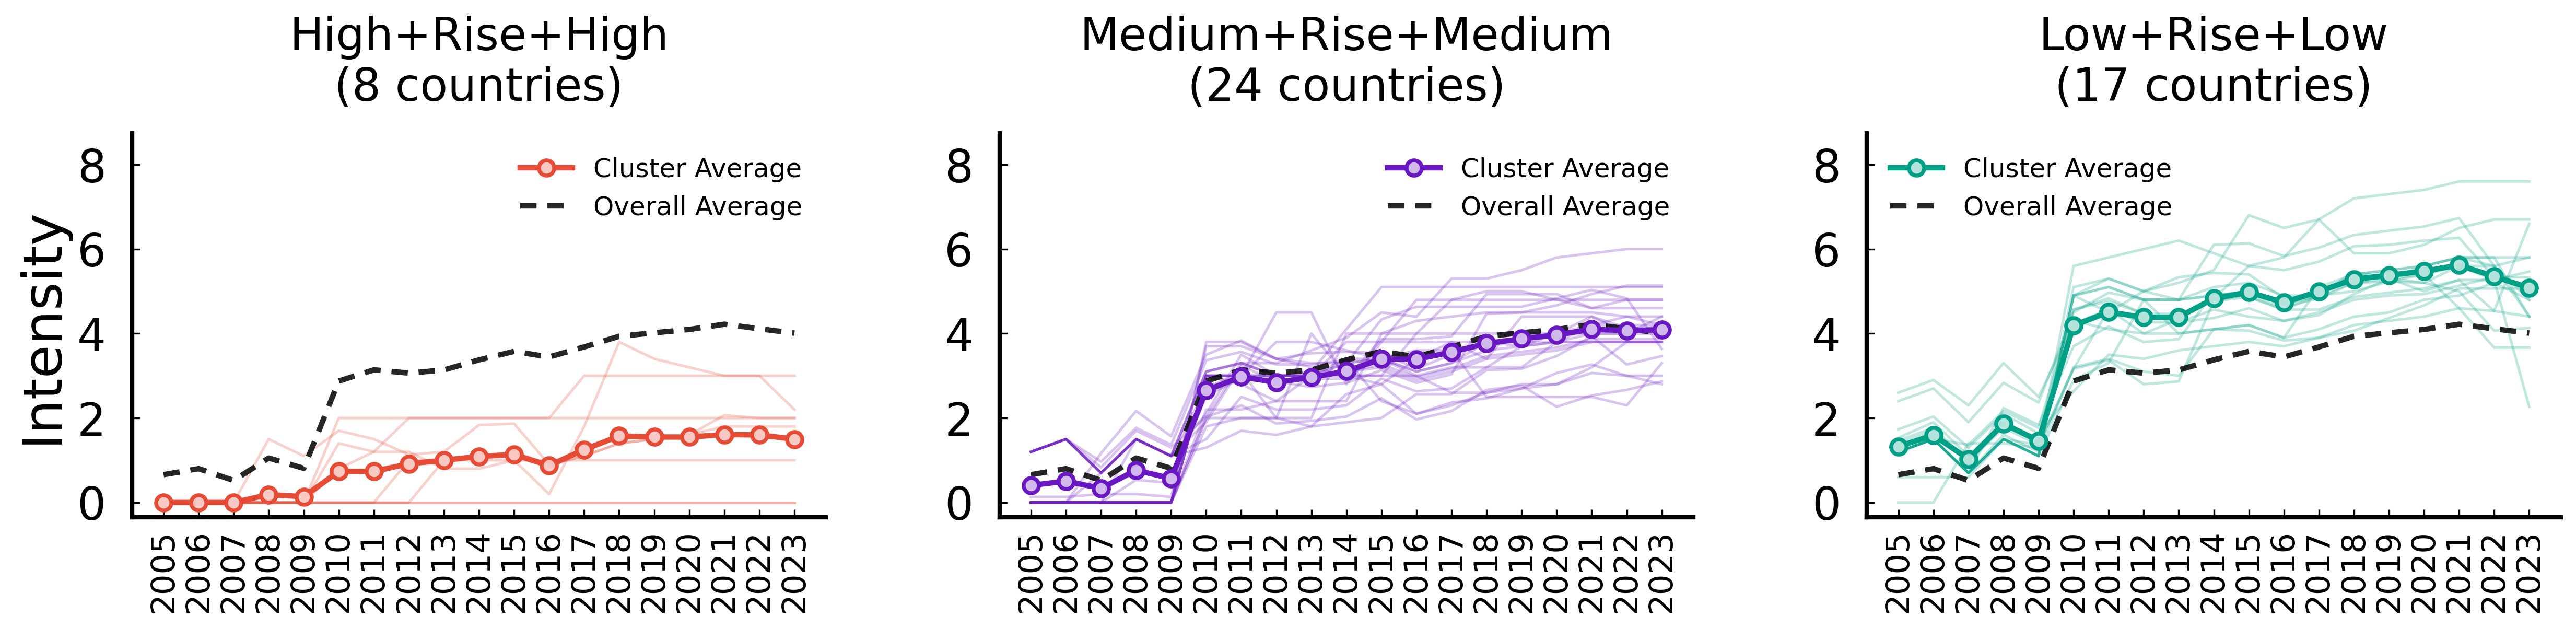 High+Rise+High
(8 countries)
Medium+Rise+Medium
(24 countries)
Low+Rise+Low
(17 countries)
Intensity
8
6
4
2
0
Cluster Average
Overall Average
2005 2006 2007 2008 2009 2010 2011 2012 2013 2014 2015 2016 2017 2018 2019 2020 2021 2022 2023
8
6
4
2
0
Cluster Average
Overall Average
2005 2006 2007 2008 2009 2010 2011 2012 2013 2014 2015 2016 2017 2018 2019 2020 2021 2022 2023
8
6
4
2
0
Cluster Average
Overall Average
2005 2006 2007 2008 2009 2010 2011 2012 2013 2014 2015 2016 2017 2018 2019 2020 2021 2022 2023